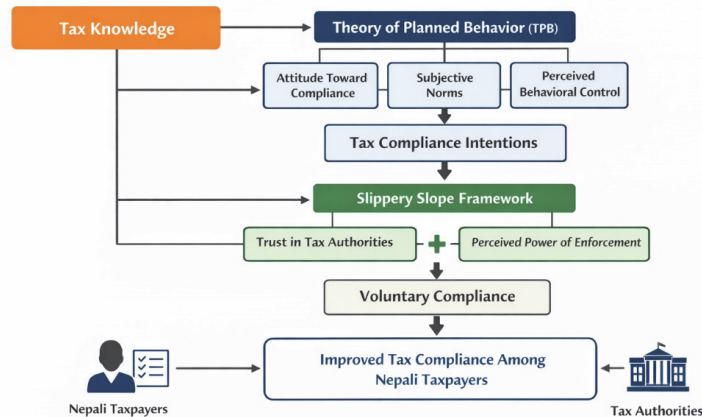 Tax Knowledge
Theory of Planned Behavior (TPB)
Attitude Toward
Compliance
Subjective
Norms
Perceived
Behavioral Control
Tax Compliance Intentions
Slippery Slope Framework
Trust in Tax Authorities
+
Perceived Power of Enforcement
Voluntary Compliance
Improved Tax Compliance Among
Nepali Taxpayers
Nepali Taxpayers
Tax Authorities